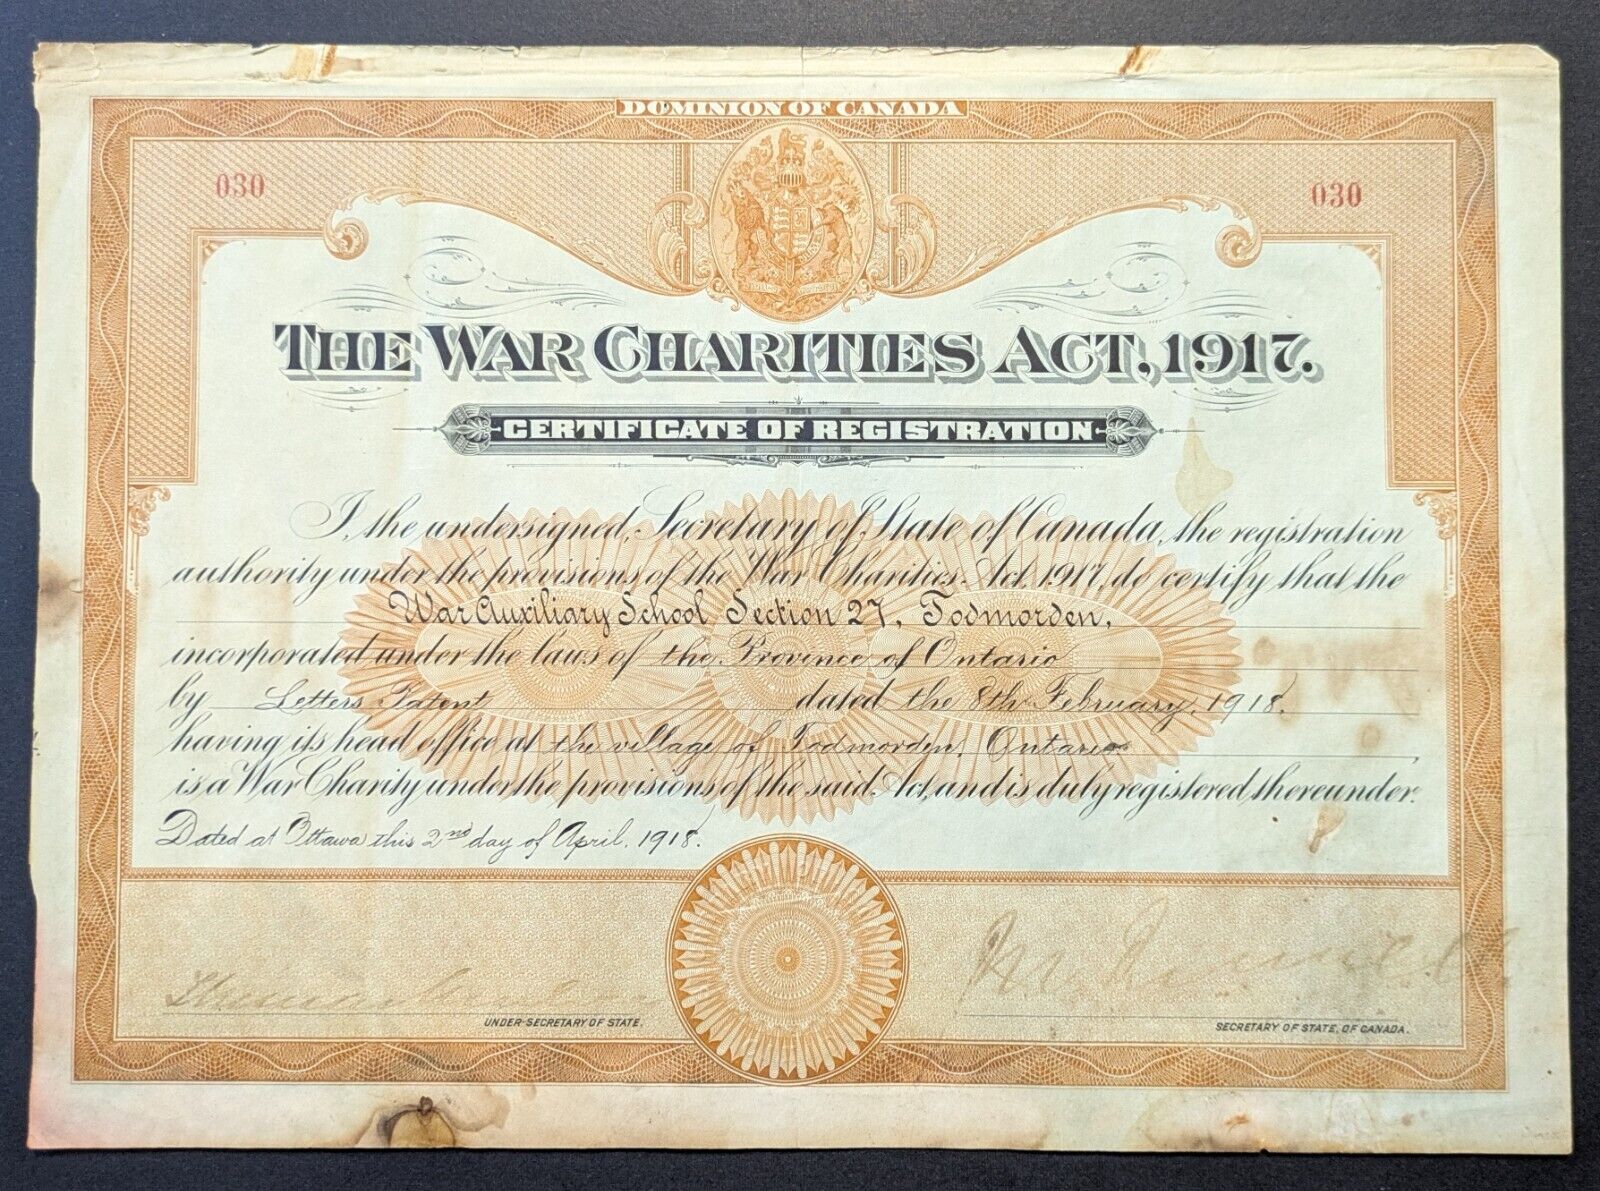 DOMINION OF CANADA
030 030
THE WAR CHARITIES ACT, 1917.
CERTIFICATE OF REGISTRATION
I, the undersigned, Secretary of State of Canada, the registration
authority under the provisions of the War Charities Act, 1917, do certify that the
War Auxiliary School Section 27, Todmorden,
incorporated under the laws of the Province of Ontario
by Letters Patent dated the 8th February, 1918.
having its head office at the village of Todmorden, Ontario
is a War Charity under the provisions of the said Act, and is duly registered thereunder.
Dated at Ottawa this 2nd day of April, 1918.
UNDER-SECRETARY OF STATE.
SECRETARY OF STATE, OF CANADA.